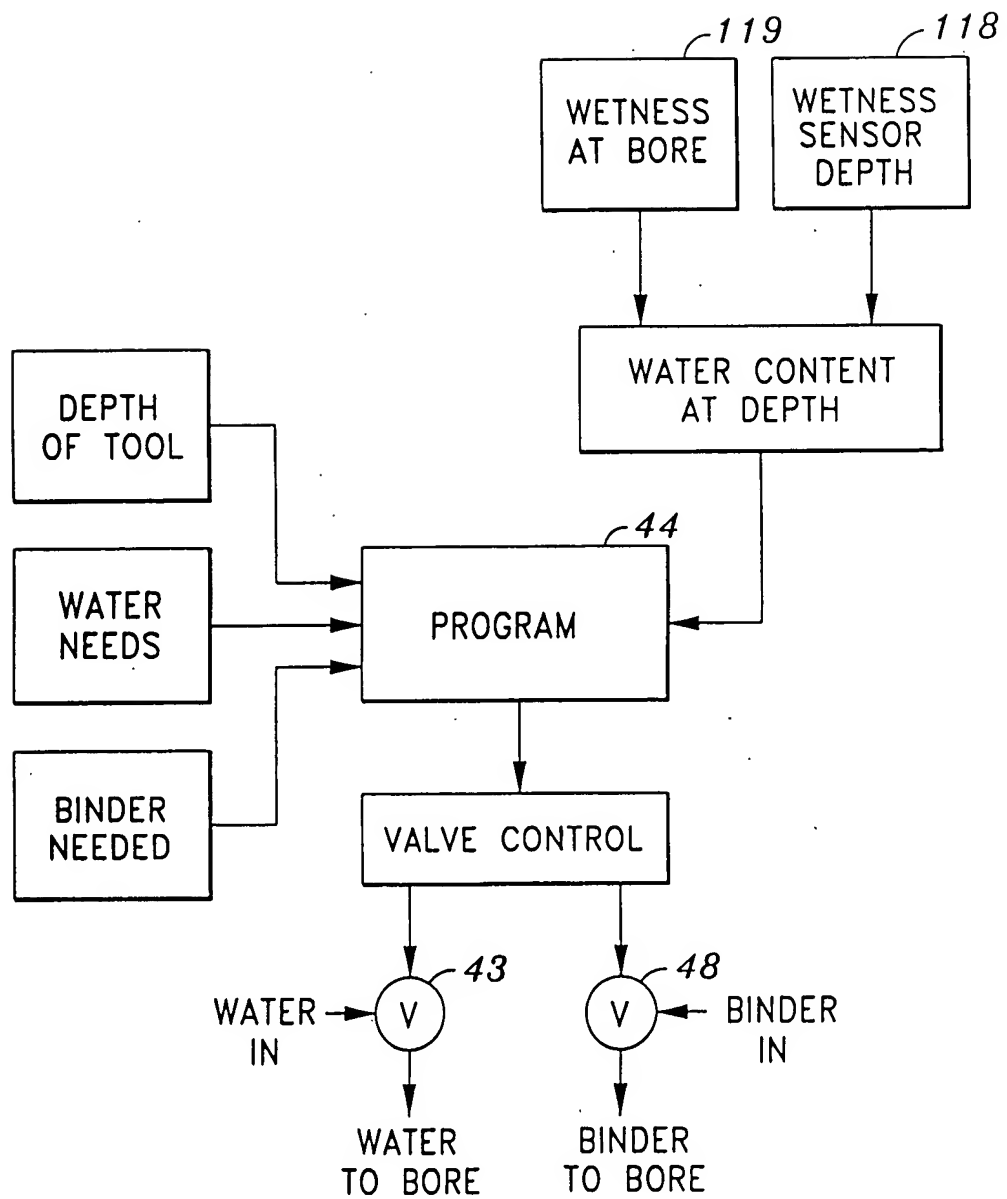 119
118
WETNESS
AT BORE
WETNESS
SENSOR
DEPTH
WATER CONTENT
AT DEPTH
DEPTH
OF TOOL
44
WATER
NEEDS
PROGRAM
BINDER
NEEDED
VALVE CONTROL
43
48
WATER
IN
V
V
BINDER
IN
WATER
TO BORE
BINDER
TO BORE